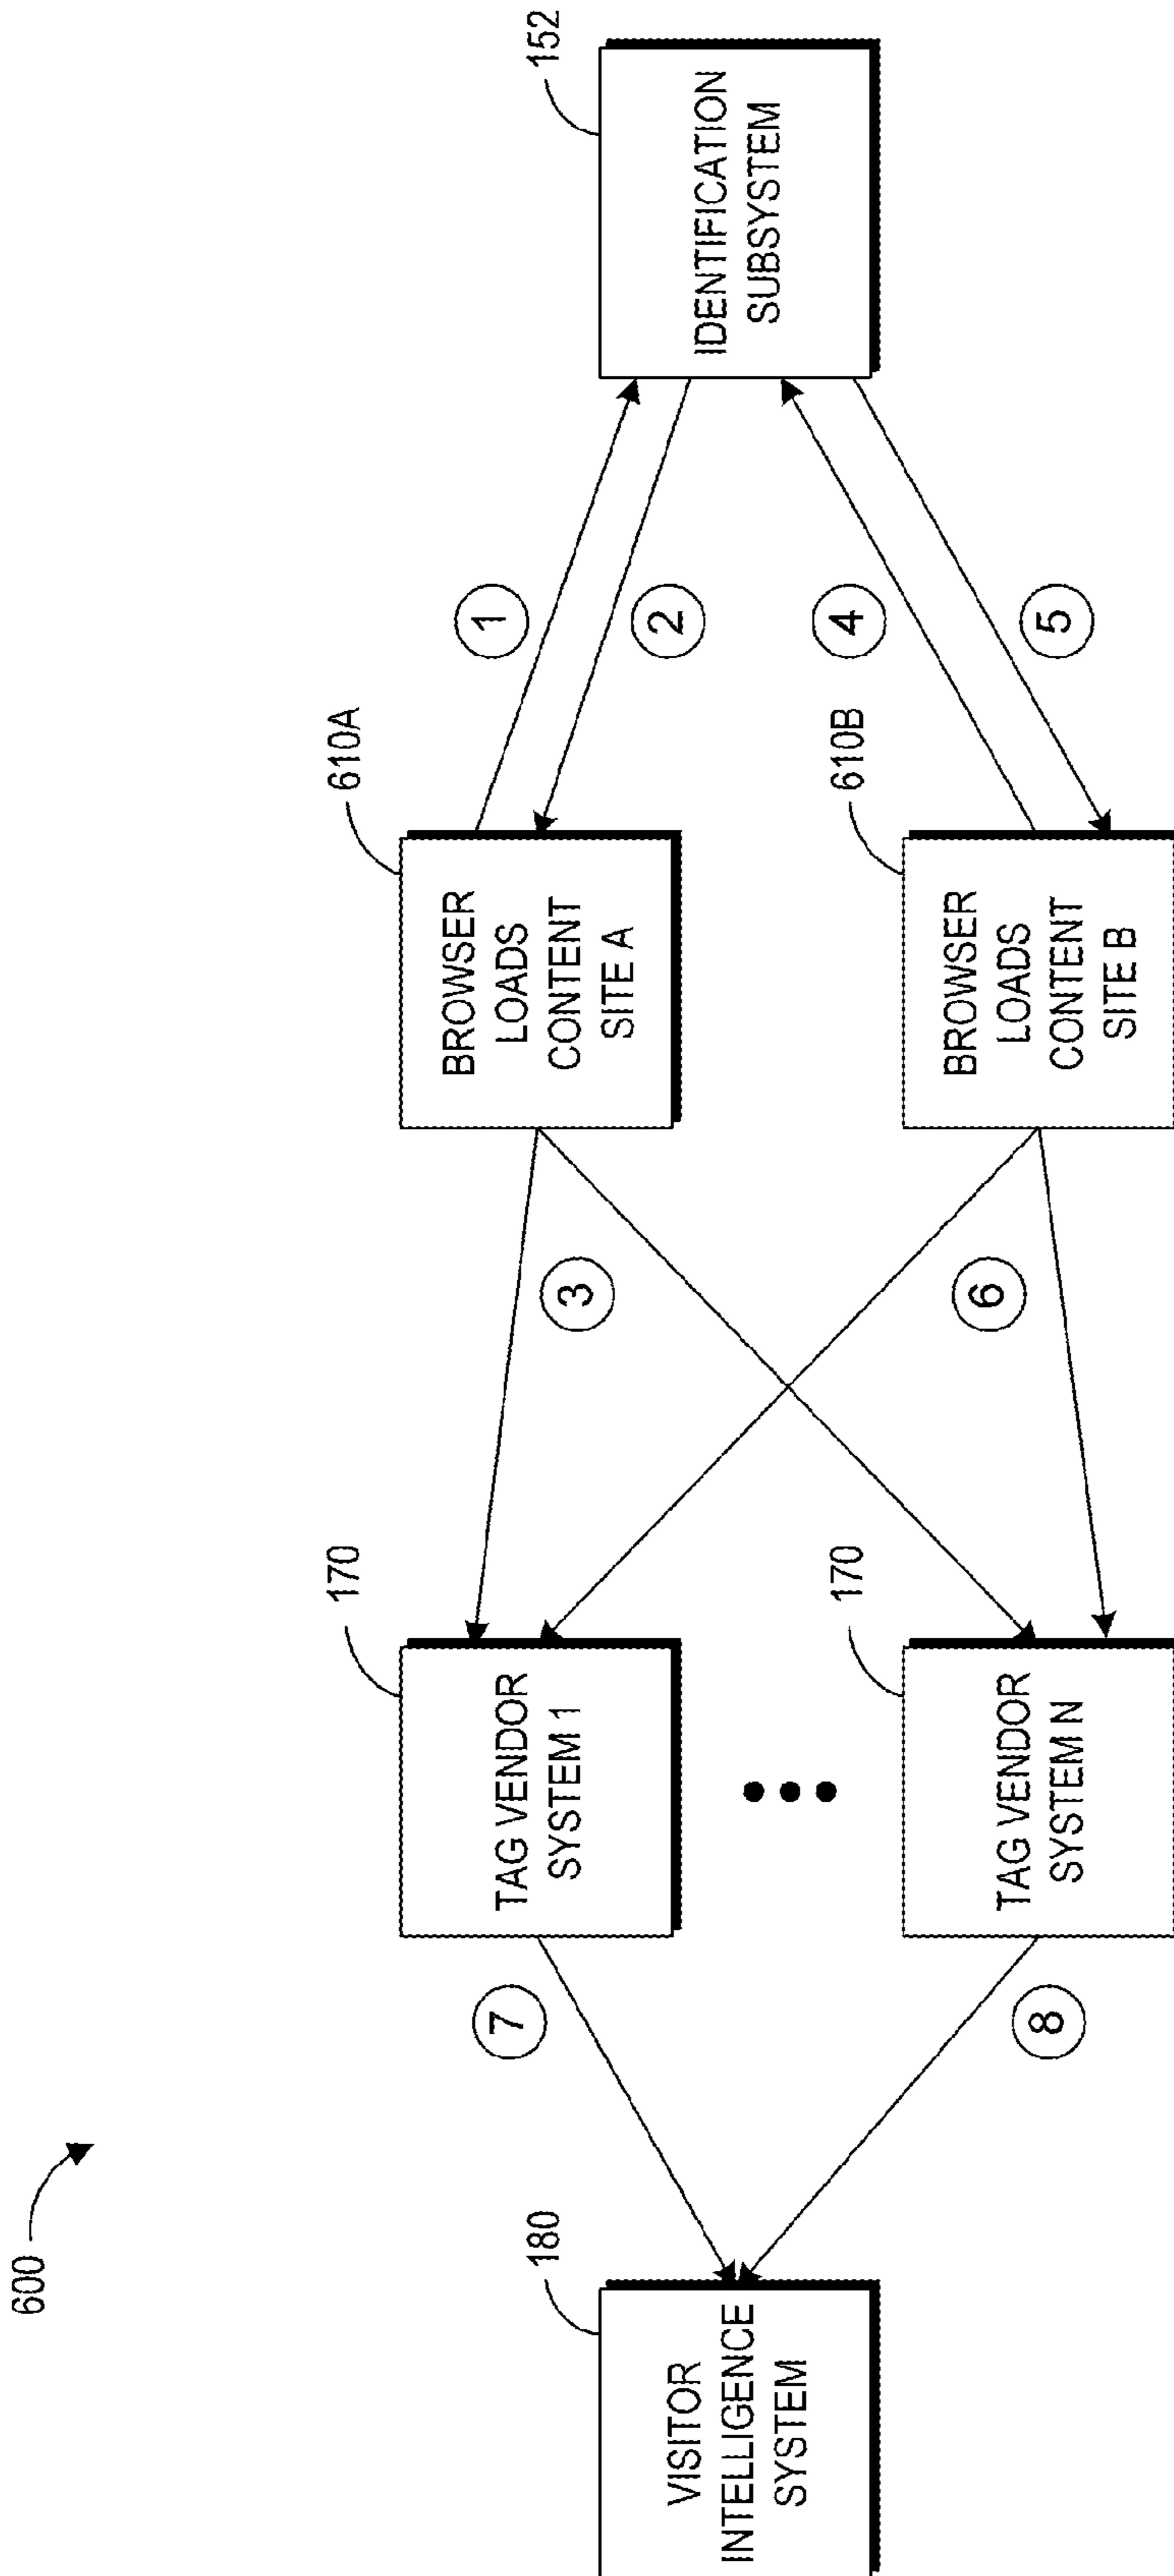 600
180
VISITOR
INTELLIGENCE
SYSTEM
7
8
170
TAG VENDOR
SYSTEM 1
170
TAG VENDOR
SYSTEM N
3
6
610A
BROWSER
LOADS
CONTENT
SITE A
610B
BROWSER
LOADS
CONTENT
SITE B
1
2
4
5
152
IDENTIFICATION
SUBSYSTEM